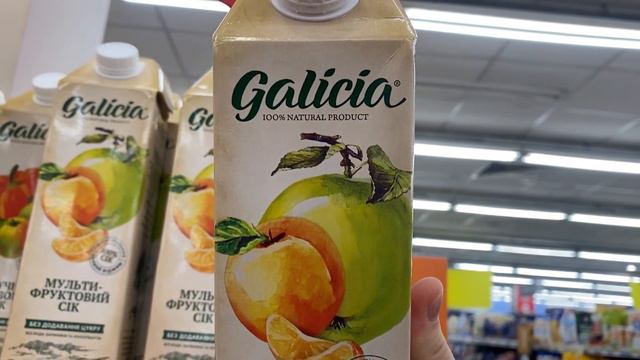 Galicia®
100% NATURAL PRODUCT
Galicia
МУЛЬТИ-
ФРУКТОВИЙ
СІК
БЕЗ ДОДАВАННЯ ЦУКРУ